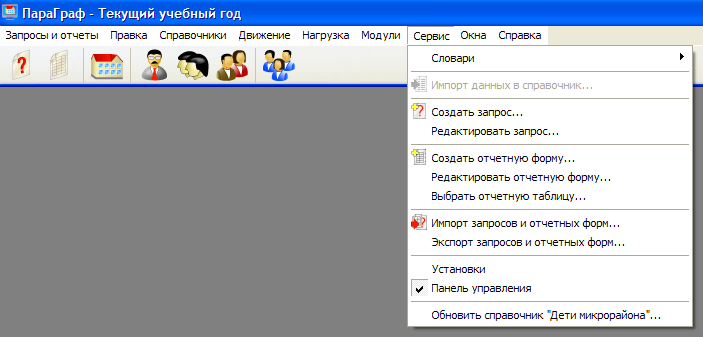 ПараГраф - Текущий учебный год
Запросы и отчеты Правка Справочники Движение Нагрузка Модули Сервис Окна Справка
Словари
Импорт данных в справочник...
Создать запрос...
Редактировать запрос...
Создать отчетную форму...
Редактировать отчетную форму...
Выбрать отчетную таблицу...
Импорт запросов и отчетных форм...
Экспорт запросов и отчетных форм...
Установки
Панель управления
Обновить справочник "Дети микрорайона"...